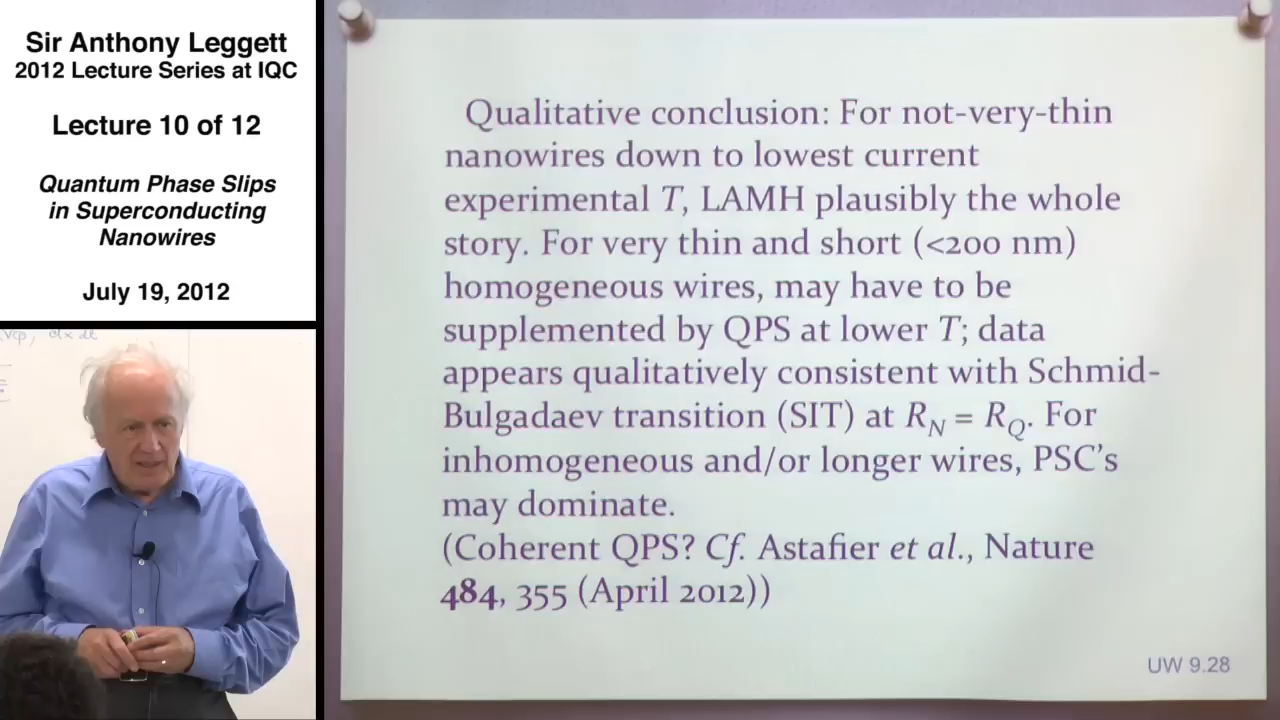 Sir Anthony Leggett
2012 Lecture Series at IQC
Lecture 10 of 12
Quantum Phase Slips
in Superconducting
Nanowires
July 19, 2012
Qualitative conclusion: For not-very-thin
nanowires down to lowest current
experimental T, LAMH plausibly the whole
story. For very thin and short (<200 nm)
homogeneous wires, may have to be
supplemented by QPS at lower T; data
appears qualitatively consistent with Schmid-
Bulgadaev transition (SIT) at R_N = R_Q. For
inhomogeneous and/or longer wires, PSC's
may dominate.
(Coherent QPS? Cf. Astafier et al., Nature
484, 355 (April 2012))
UW 9.28